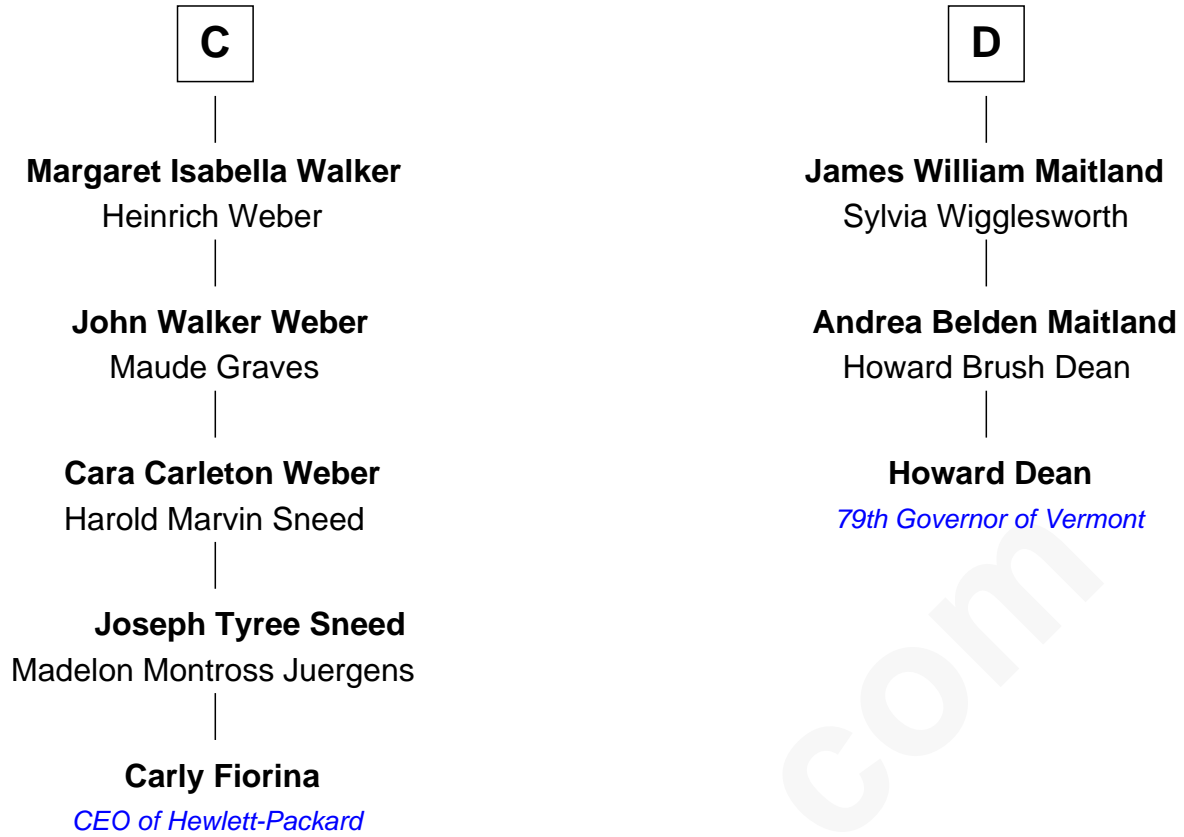 C
Margaret Isabella Walker
Heinrich Weber
John Walker Weber
Maude Graves
Cara Carleton Weber
Harold Marvin Sneed
Joseph Tyree Sneed
Madelon Montross Juergens
Carly Fiorina
CEO of Hewlett-Packard
D
James William Maitland
Sylvia Wigglesworth
Andrea Belden Maitland
Howard Brush Dean
Howard Dean
79th Governor of Vermont
com